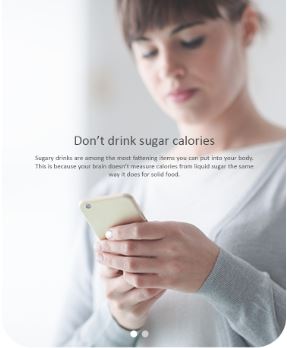 Don't drink sugar calories
Sugary drinks are among the most fattening items you can put into your body.
This is because your brain doesn't measure calories from liquid sugar the same
way it does for solid food.